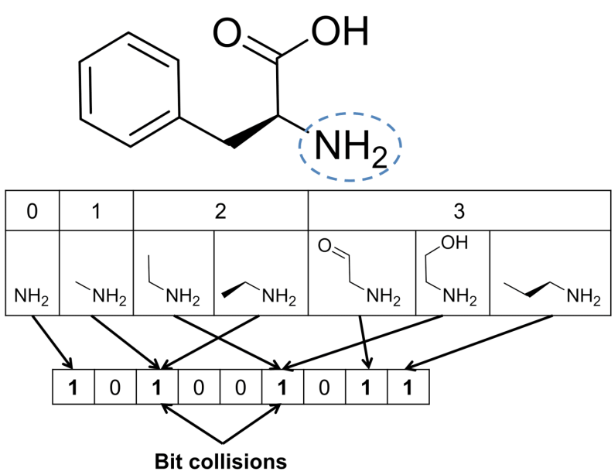 O OH
NH2
0 1 2 3
O OH
NH2 NH2 NH2 NH2 NH2 NH2 NH2
1 0 1 0 0 1 0 1 1
Bit collisions